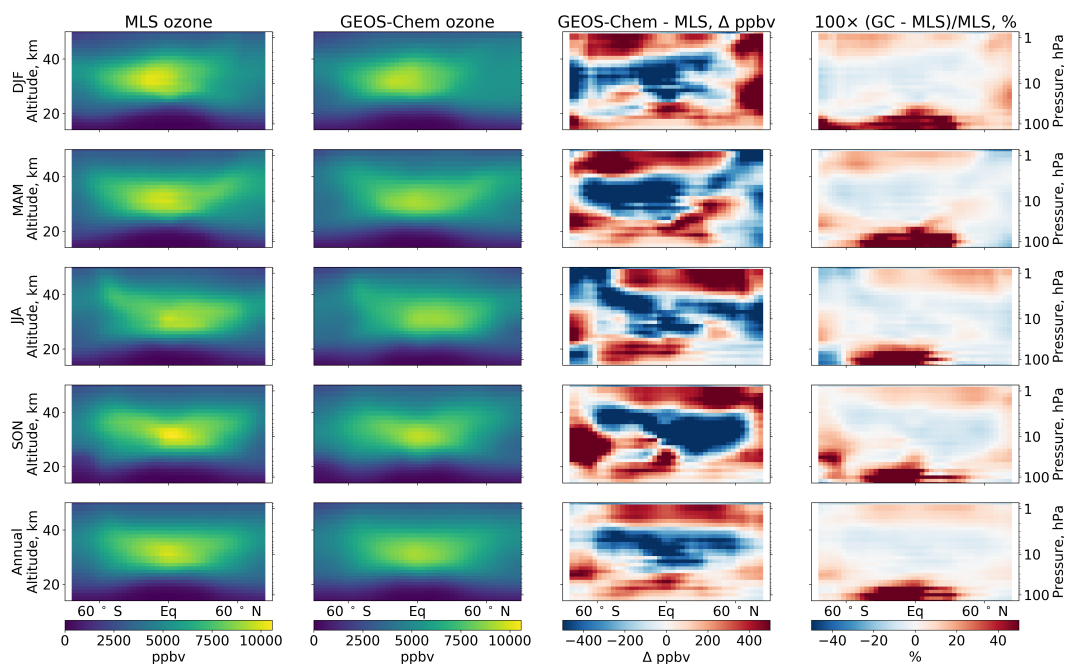 MLS ozone GEOS-Chem ozone GEOS-Chem - MLS, Δ ppbv 100× (GC - MLS)/MLS, %
DJF
Altitude, km
40
20
1
10
100
Pressure, hPa
MAM
Altitude, km
40
20
1
10
100
Pressure, hPa
JJA
Altitude, km
40
20
1
10
100
Pressure, hPa
SON
Altitude, km
40
20
1
10
100
Pressure, hPa
Annual
Altitude, km
40
20
1
10
100
Pressure, hPa
60 ° S Eq 60 ° N 60 ° S Eq 60 ° N 60 ° S Eq 60 ° N 60 ° S Eq 60 ° N
0 2500 5000 7500 10000 0 2500 5000 7500 10000 −400 −200 0 200 400 −40 −20 0 20 40
ppbv ppbv Δ ppbv %